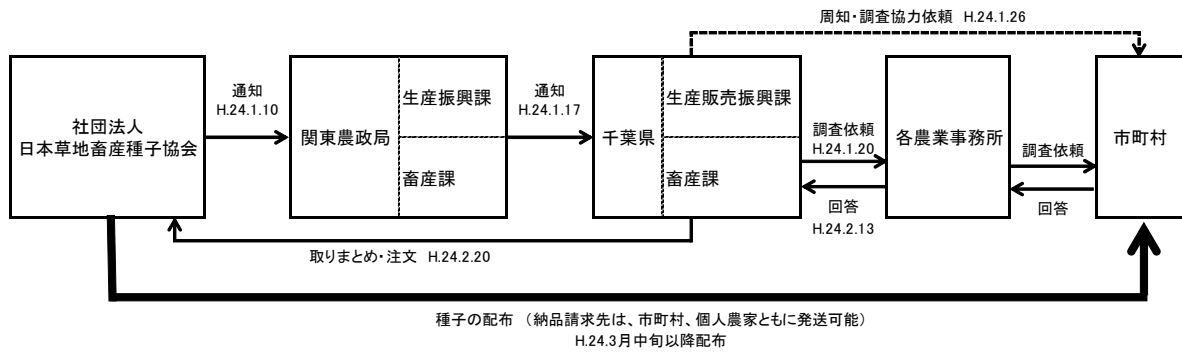 周知・調査協力依頼 H.24.1.26
社団法人
日本草地畜産種子協会
通知
H.24.1.10
関東農政局
生産振興課
畜産課
通知
H.24.1.17
千葉県
生産販売振興課
畜産課
調査依頼
H.24.1.20
回答
H.24.2.13
各農業事務所
調査依頼
回答
市町村
取りまとめ・注文 H.24.2.20
種子の配布 （納品請求先は、市町村、個人農家ともに発送可能）
H.24.3月中旬以降配布